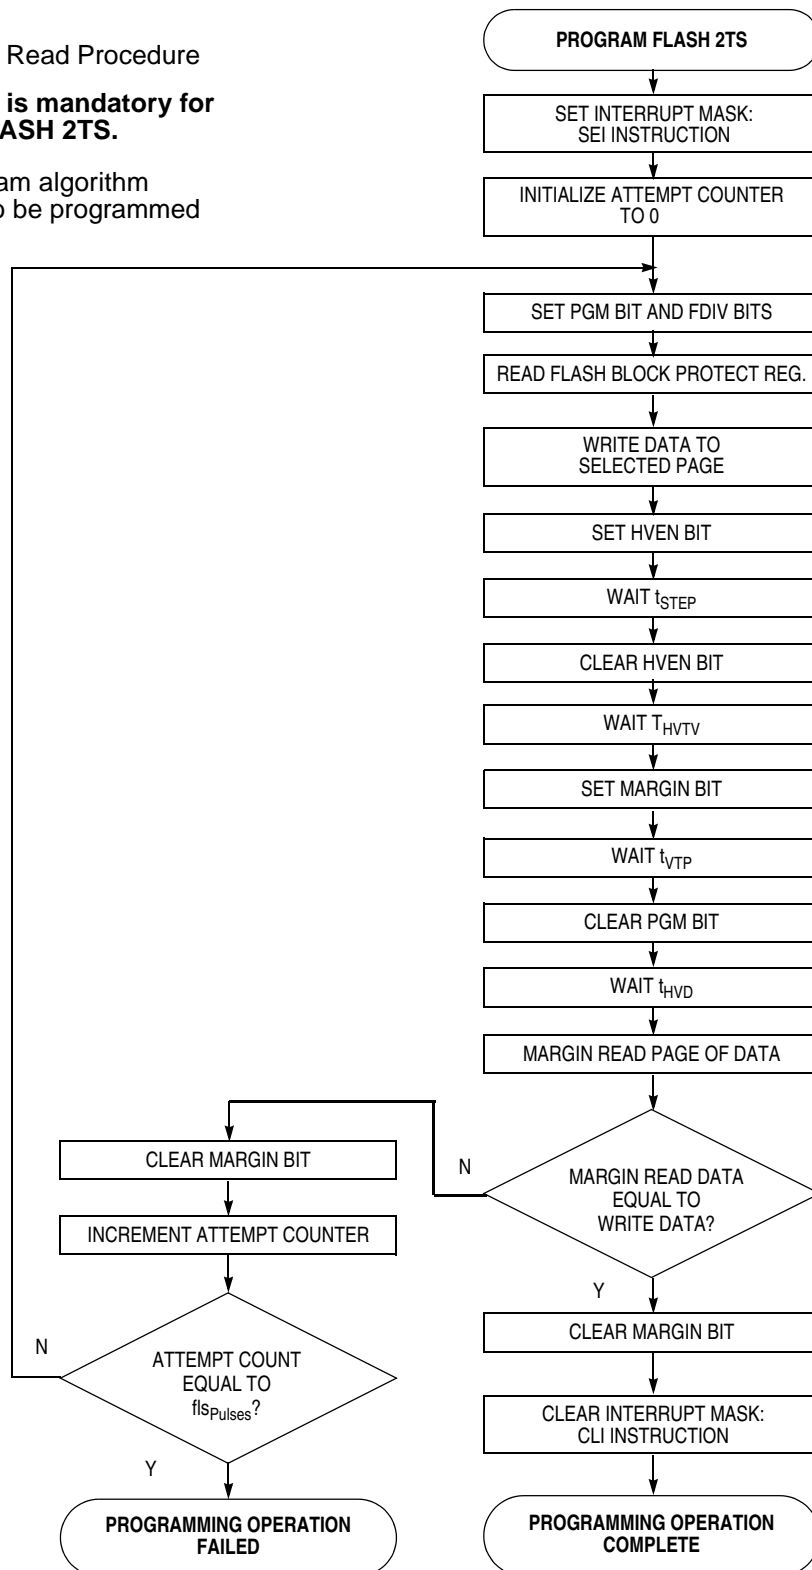 Read Procedure
is mandatory for
ASH 2TS.
am algorithm
o be programmed
PROGRAM FLASH 2TS
SET INTERRUPT MASK:
SEI INSTRUCTION
INITIALIZE ATTEMPT COUNTER
TO 0
SET PGM BIT AND FDIV BITS
READ FLASH BLOCK PROTECT REG.
WRITE DATA TO
SELECTED PAGE
SET HVEN BIT
WAIT tSTEP
CLEAR HVEN BIT
WAIT THVTV
SET MARGIN BIT
WAIT tVTP
CLEAR PGM BIT
WAIT tHVD
MARGIN READ PAGE OF DATA
MARGIN READ DATA
EQUAL TO
WRITE DATA?
N
Y
CLEAR MARGIN BIT
INCREMENT ATTEMPT COUNTER
ATTEMPT COUNT
EQUAL TO
flsPulses?
N
Y
PROGRAMMING OPERATION
FAILED
CLEAR MARGIN BIT
CLEAR INTERRUPT MASK:
CLI INSTRUCTION
PROGRAMMING OPERATION
COMPLETE